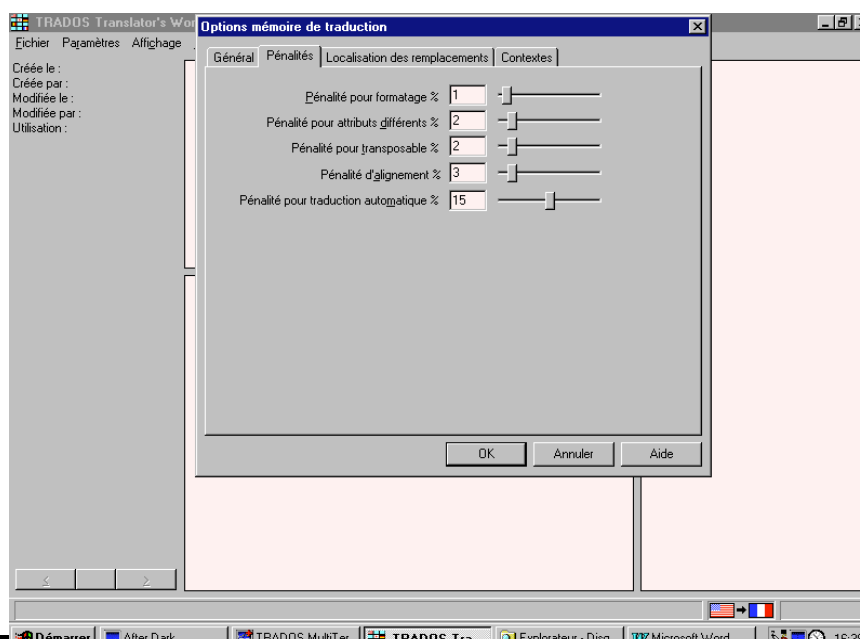 TRADOS Translator's Wor
Options mémoire de traduction
Fichier Paramètres Affichage
Général Pénalités Localisation des remplacements Contextes
Créée le :
Créée par :
Modifiée le :
Modifiée par :
Utilisation :
Pénalité pour formatage % 1
Pénalité pour attributs différents % 2
Pénalité pour transposable % 2
Pénalité d'alignement % 3
Pénalité pour traduction automatique % 15
OK Annuler Aide
< >
Démarrer After Dark TRADOS MultiTer TRADOS Tra... Explorateur - Disq Microsoft Word